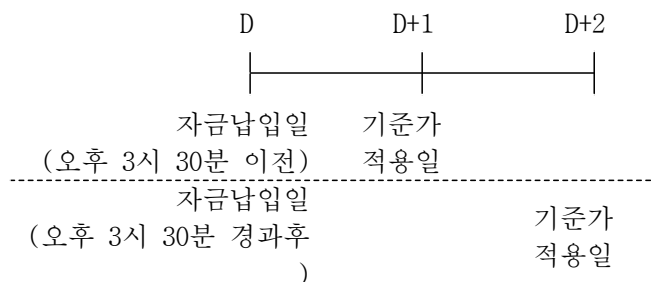 D D+1 D+2
자금납입일 기준가
(오후 3시 30분 이전) 적용일
자금납입일
(오후 3시 30분 경과후
)
기준가
적용일